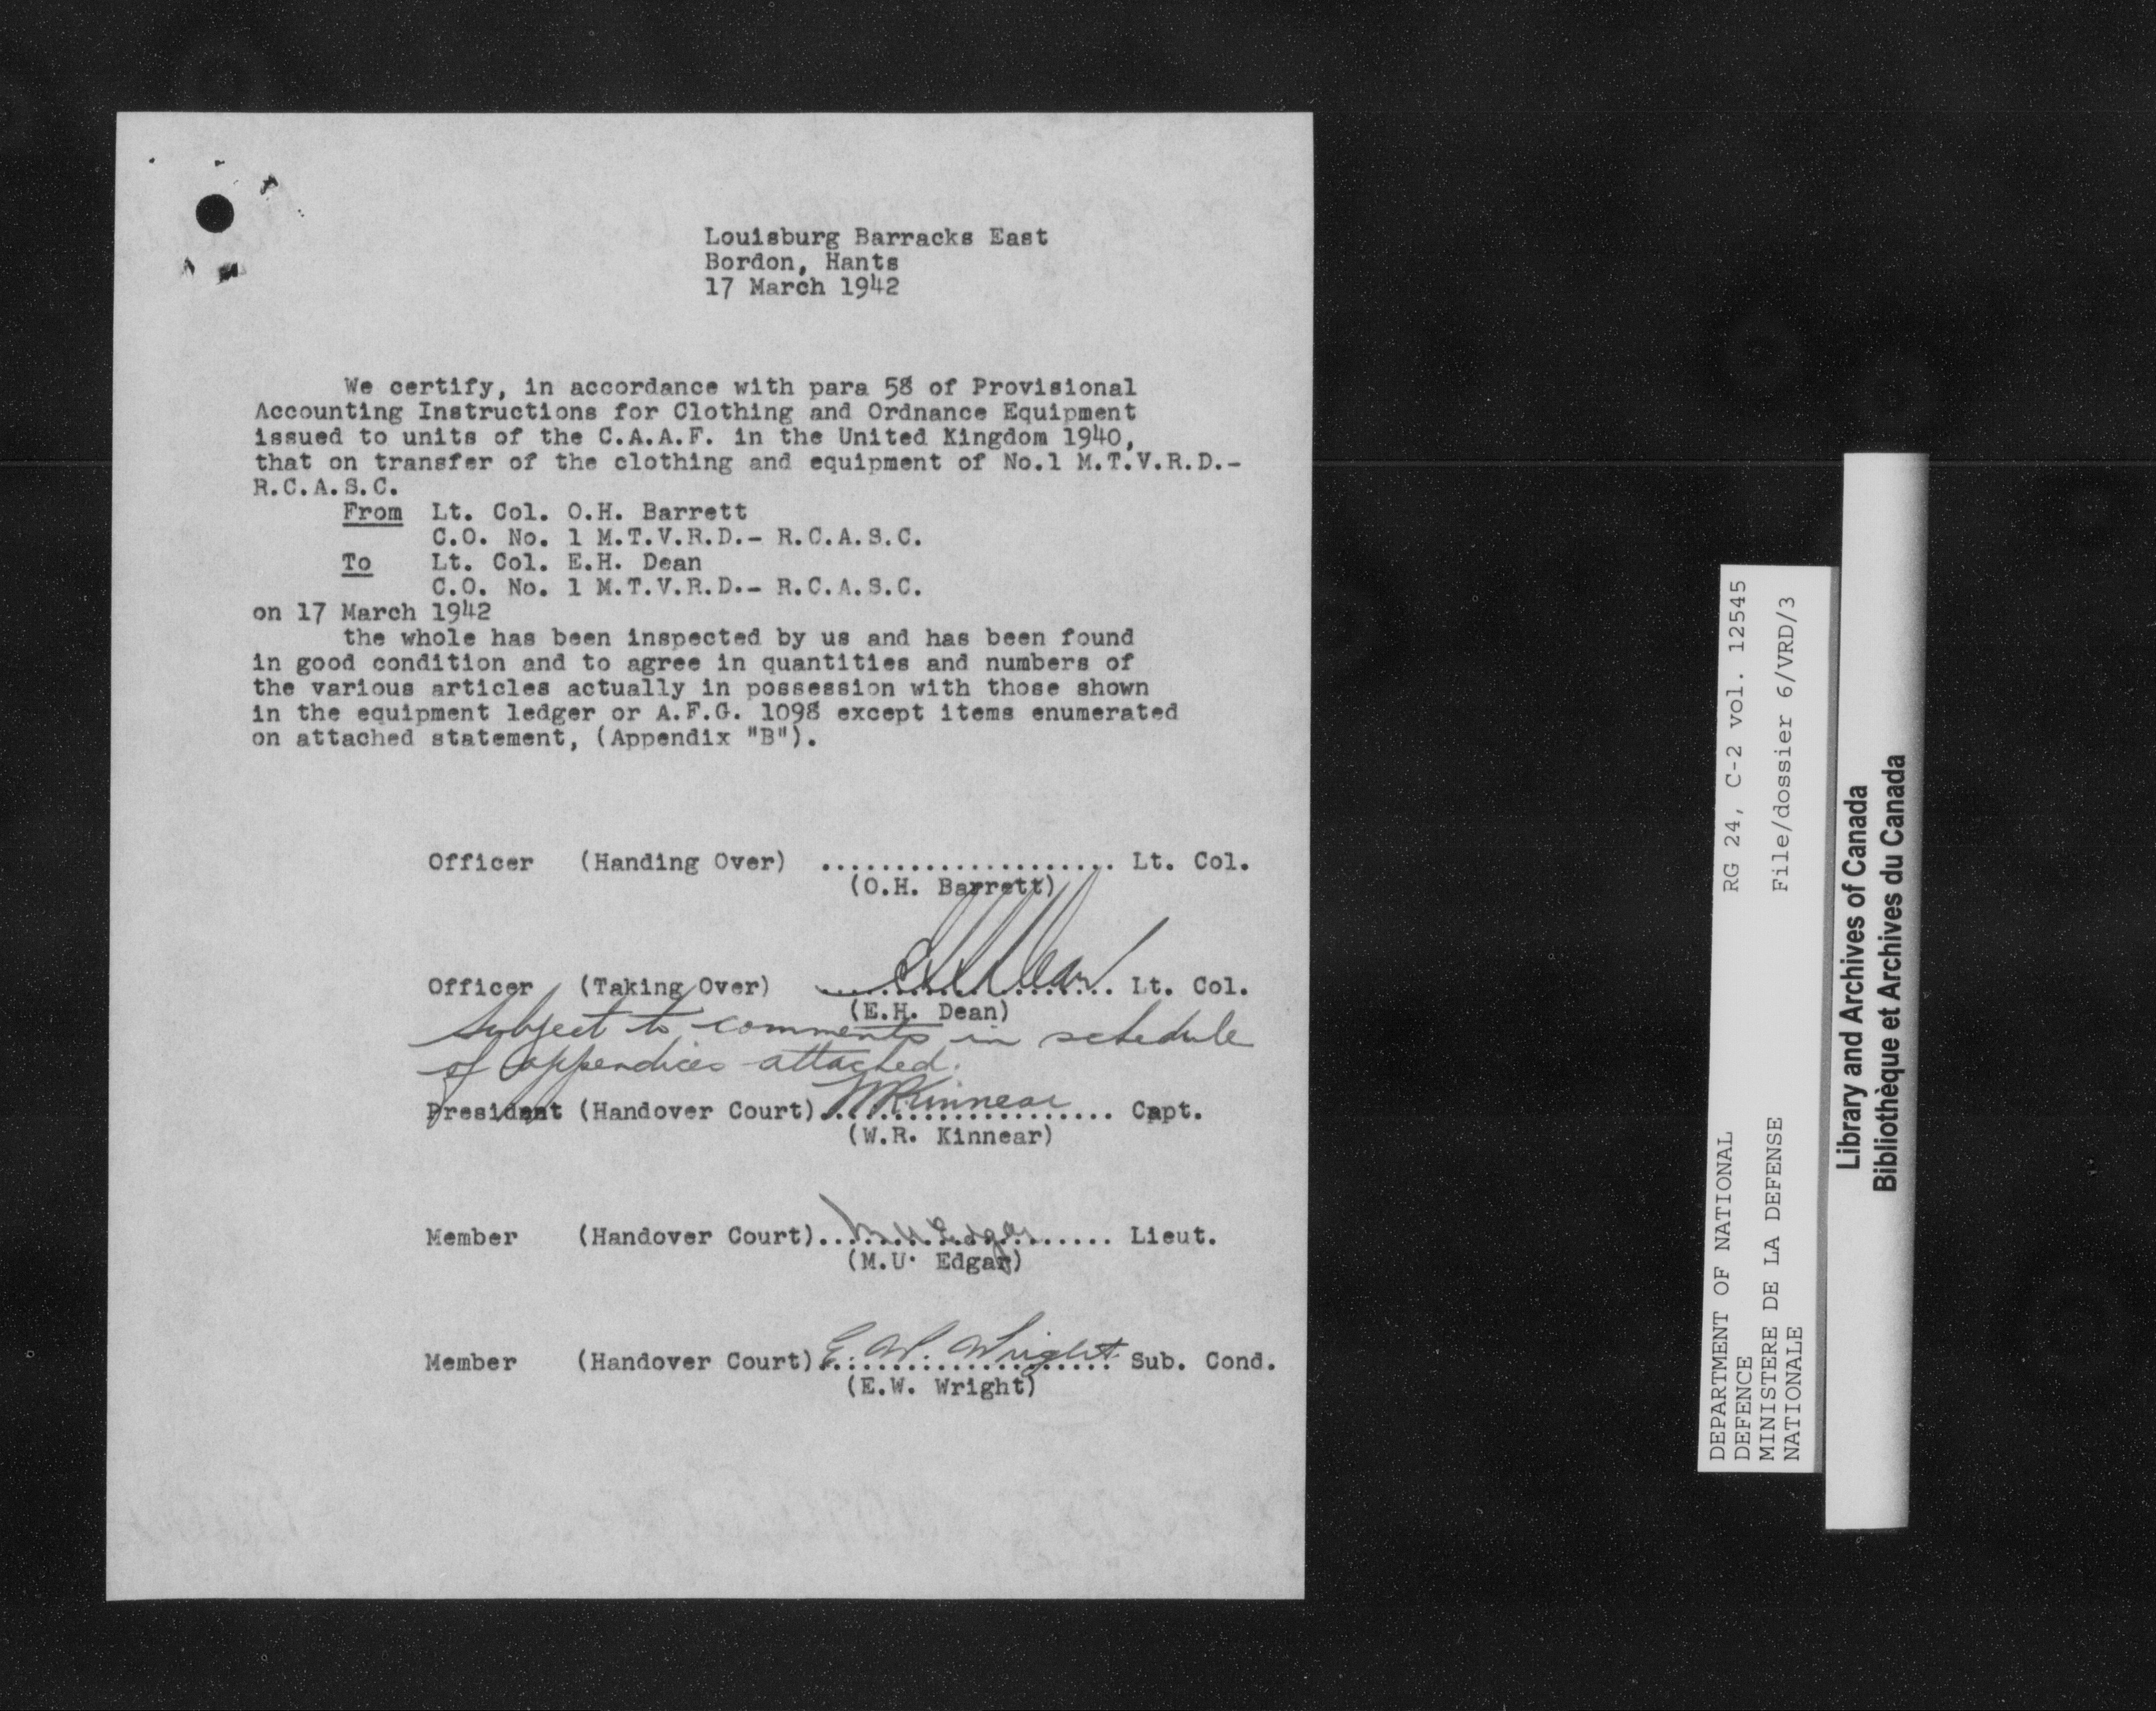 Louisburg Barracks East
Bordon, Hants
17 March 1942
We certify, in accordance with para 58 of Provisional
Accounting Instructions for Clothing and Ordnance Equipment
issued to units of the C.A.A.F. in the United Kingdom 1940,
that on transfer of the clothing and equipment of No.1 M.T.V.R.D.-
R.C.A.S.C.
From Lt. Col. O.H. Barrett
C.O. No. 1 M.T.V.R.D.- R.C.A.S.C.
To Lt. Col. E.H. Dean
C.O. No. 1 M.T.V.R.D.- R.C.A.S.C.
on 17 March 1942
the whole has been inspected by us and has been found
in good condition and to agree in quantities and numbers of
the various articles actually in possession with those shown
in the equipment ledger or A.F.G. 1098 except items enumerated
on attached statement, (Appendix "B").
Officer (Handing Over) .................... Lt. Col.
(O.H. Barrett)
Officer (Taking Over) EH Dean .................... Lt. Col.
(E.H. Dean)
Subject to comments in schedule
of appendices attached.
President (Handover Court) WR Kinnear .................... Capt.
(W.R. Kinnear)
Member (Handover Court) M U Edgar .................... Lieut.
(M.U. Edgar)
Member (Handover Court) E. W. Wright .................... Sub. Cond.
(E.W. Wright)
DEPARTMENT OF NATIONAL
DEFENCE
MINISTERE DE LA DEFENSE
NATIONALE
RG 24, C-2 vol. 12545
File/dossier 6/VRD/3
Library and Archives of Canada
Bibliothèque et Archives du Canada